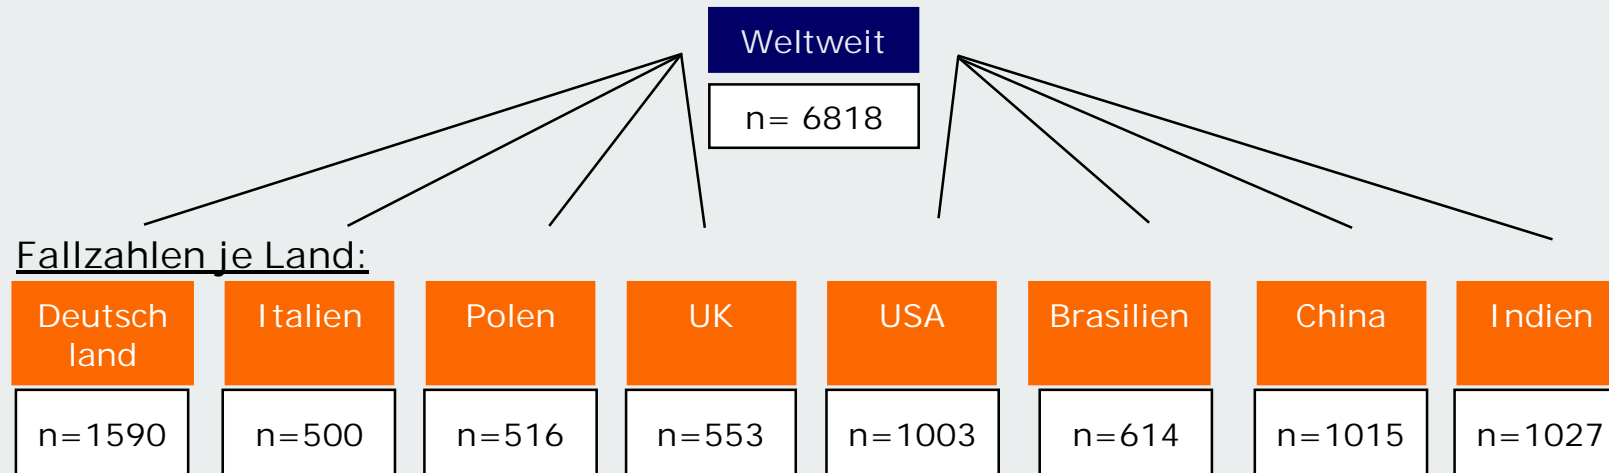 Weltweit
n= 6818
Fallzahlen je Land:
Deutsch
land
Italien
Polen
UK
USA
Brasilien
China
Indien
n=1590
n=500
n=516
n=553
n=1003
n=614
n=1015
n=1027